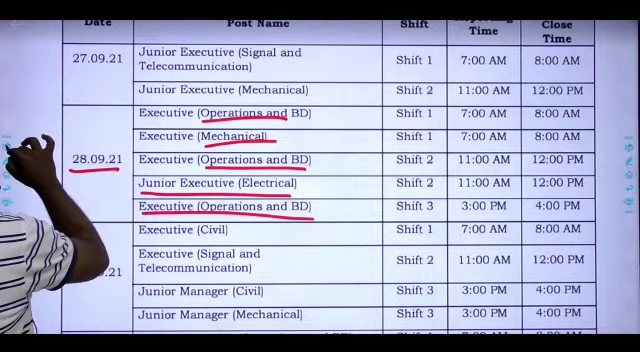 Date Post Name Shift Reporting Close
Time Time
27.09.21 Junior Executive (Signal and Shift 1 7:00 AM 8:00 AM
Telecommunication)
Junior Executive (Mechanical) Shift 2 11:00 AM 12:00 PM
Executive (Operations and BD) Shift 1 7:00 AM 8:00 AM
Executive (Mechanical) Shift 1 7:00 AM 8:00 AM
28.09.21 Executive (Operations and BD) Shift 2 11:00 AM 12:00 PM
Junior Executive (Electrical) Shift 2 11:00 AM 12:00 PM
Executive (Operations and BD) Shift 3 3:00 PM 4:00 PM
Executive (Civil) Shift 1 7:00 AM 8:00 AM
Executive (Signal and Shift 2 11:00 AM 12:00 PM
.21 Telecommunication)
Junior Manager (Civil) Shift 3 3:00 PM 4:00 PM
Junior Manager (Mechanical) Shift 3 3:00 PM 4:00 PM